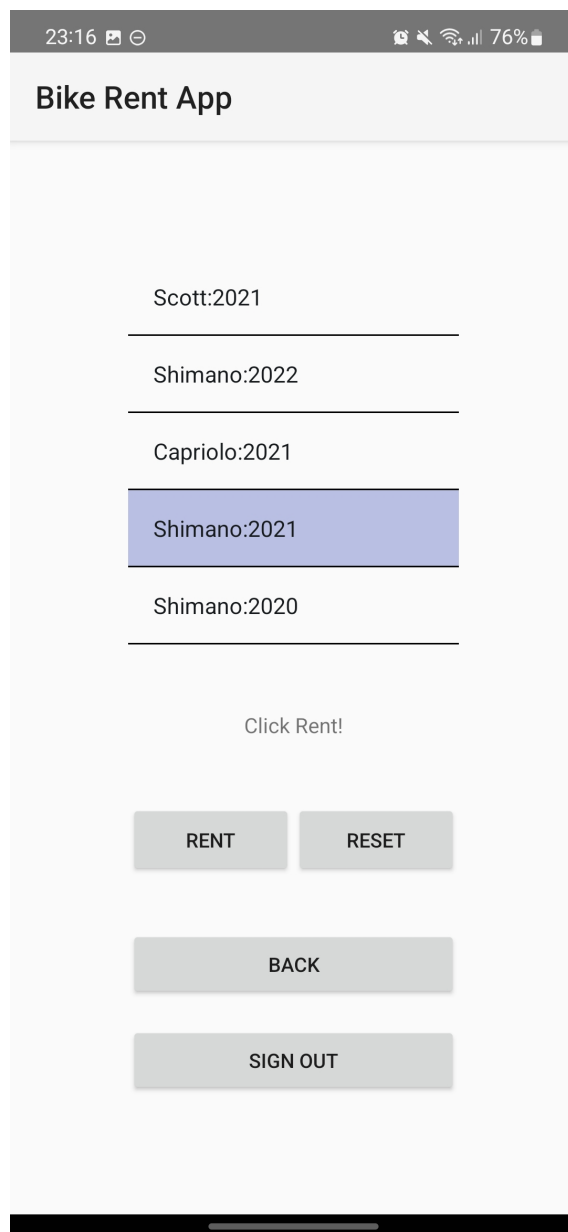 23:16 76%
Bike Rent App
Scott:2021
Shimano:2022
Capriolo:2021
Shimano:2021
Shimano:2020
Click Rent!
RENT RESET
BACK
SIGN OUT